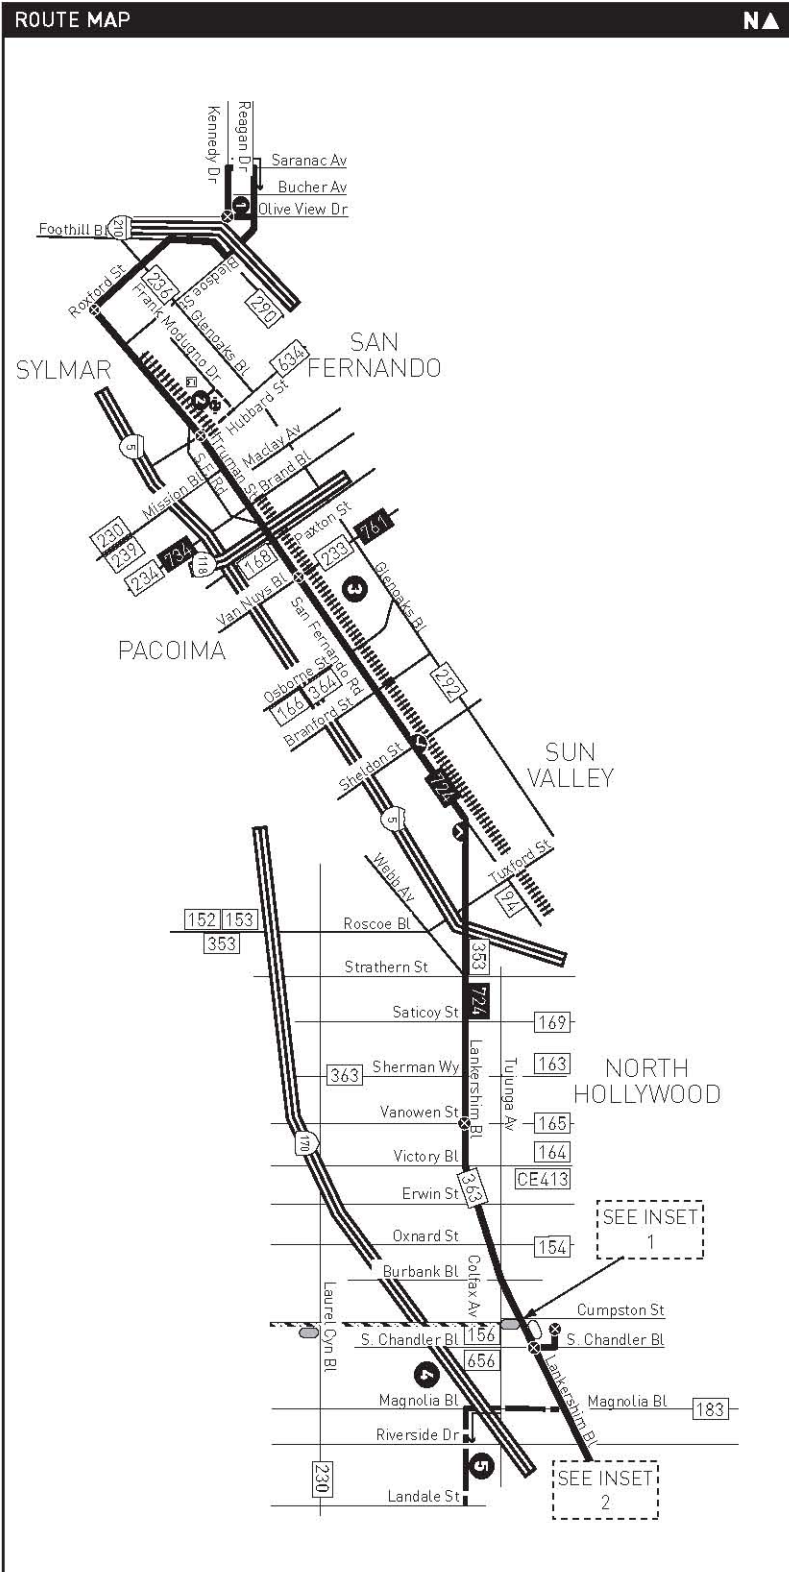 ROUTE MAP
N
Kennedy Dr
Reagan Dr
Saranac Av
Bucher Av
1
Olive View Dr
210
Foothill Bl
Roxford St
Bledsoe St
236
290
Frank Modugno Dr
Glenoaks Bl
SAN
FERNANDO
SYLMAR
634
2
Hubbard St
5
Truman St
Maclay Av
S.F. Rd
Brand Bl
Mission Bl
230
239
234
734
118
168
Paxton St
233
761
Van Nuys Bl
3
Glenoaks Bl
San Fernando Rd
PACOIMA
Osborne St
166
364
292
Branford St
Sheldon St
SUN
VALLEY
724
5
Webb Av
Tuxford St
94
152
153
353
Roscoe Bl
353
Strathern St
724
Saticoy St
169
Lankershim Bl
Tujunga Av
363
Sherman Wy
163
NORTH
HOLLYWOOD
Vanowen St
165
170
Victory Bl
164
CE413
363
Erwin St
SEE INSET
1
Oxnard St
154
Colfax Av
Burbank Bl
Laurel Cyn Bl
Cumpston St
156
S. Chandler Bl
S. Chandler Bl
656
4
Lankershim Bl
Magnolia Bl
Magnolia Bl
183
Riverside Dr
5
230
SEE INSET
2
Landale St